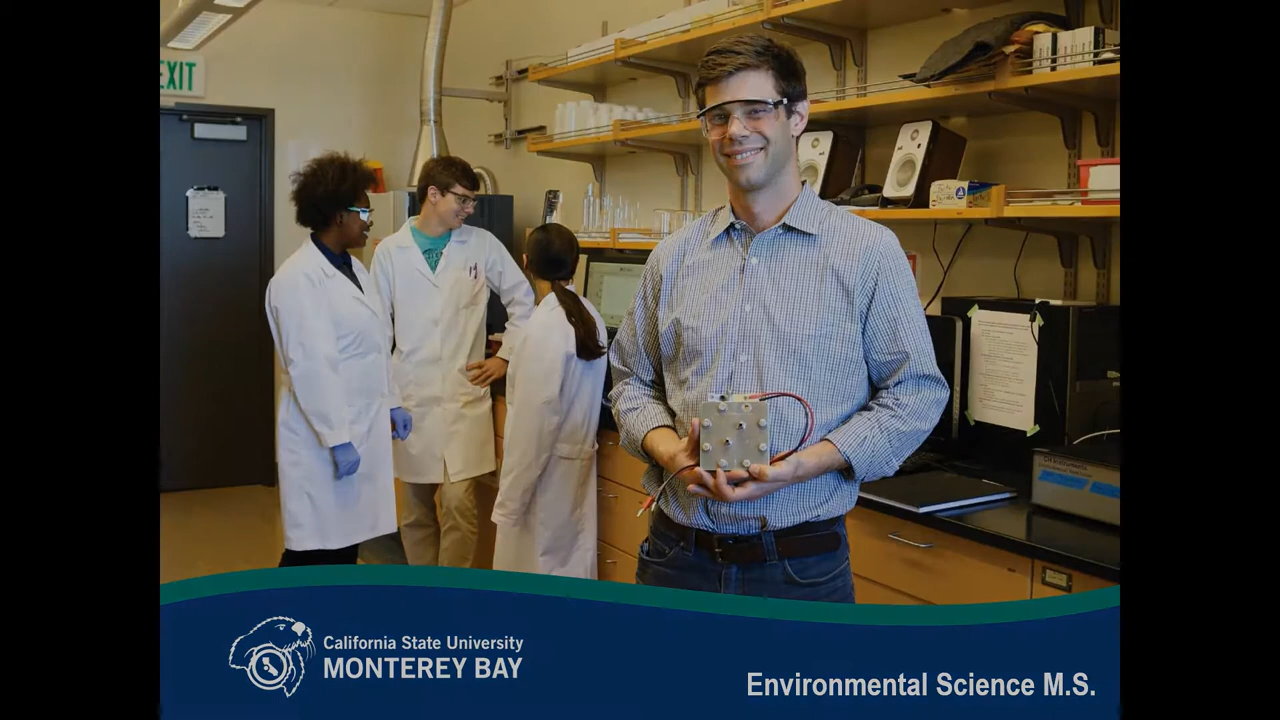 EXIT
California State University
MONTEREY BAY
Environmental Science M.S.